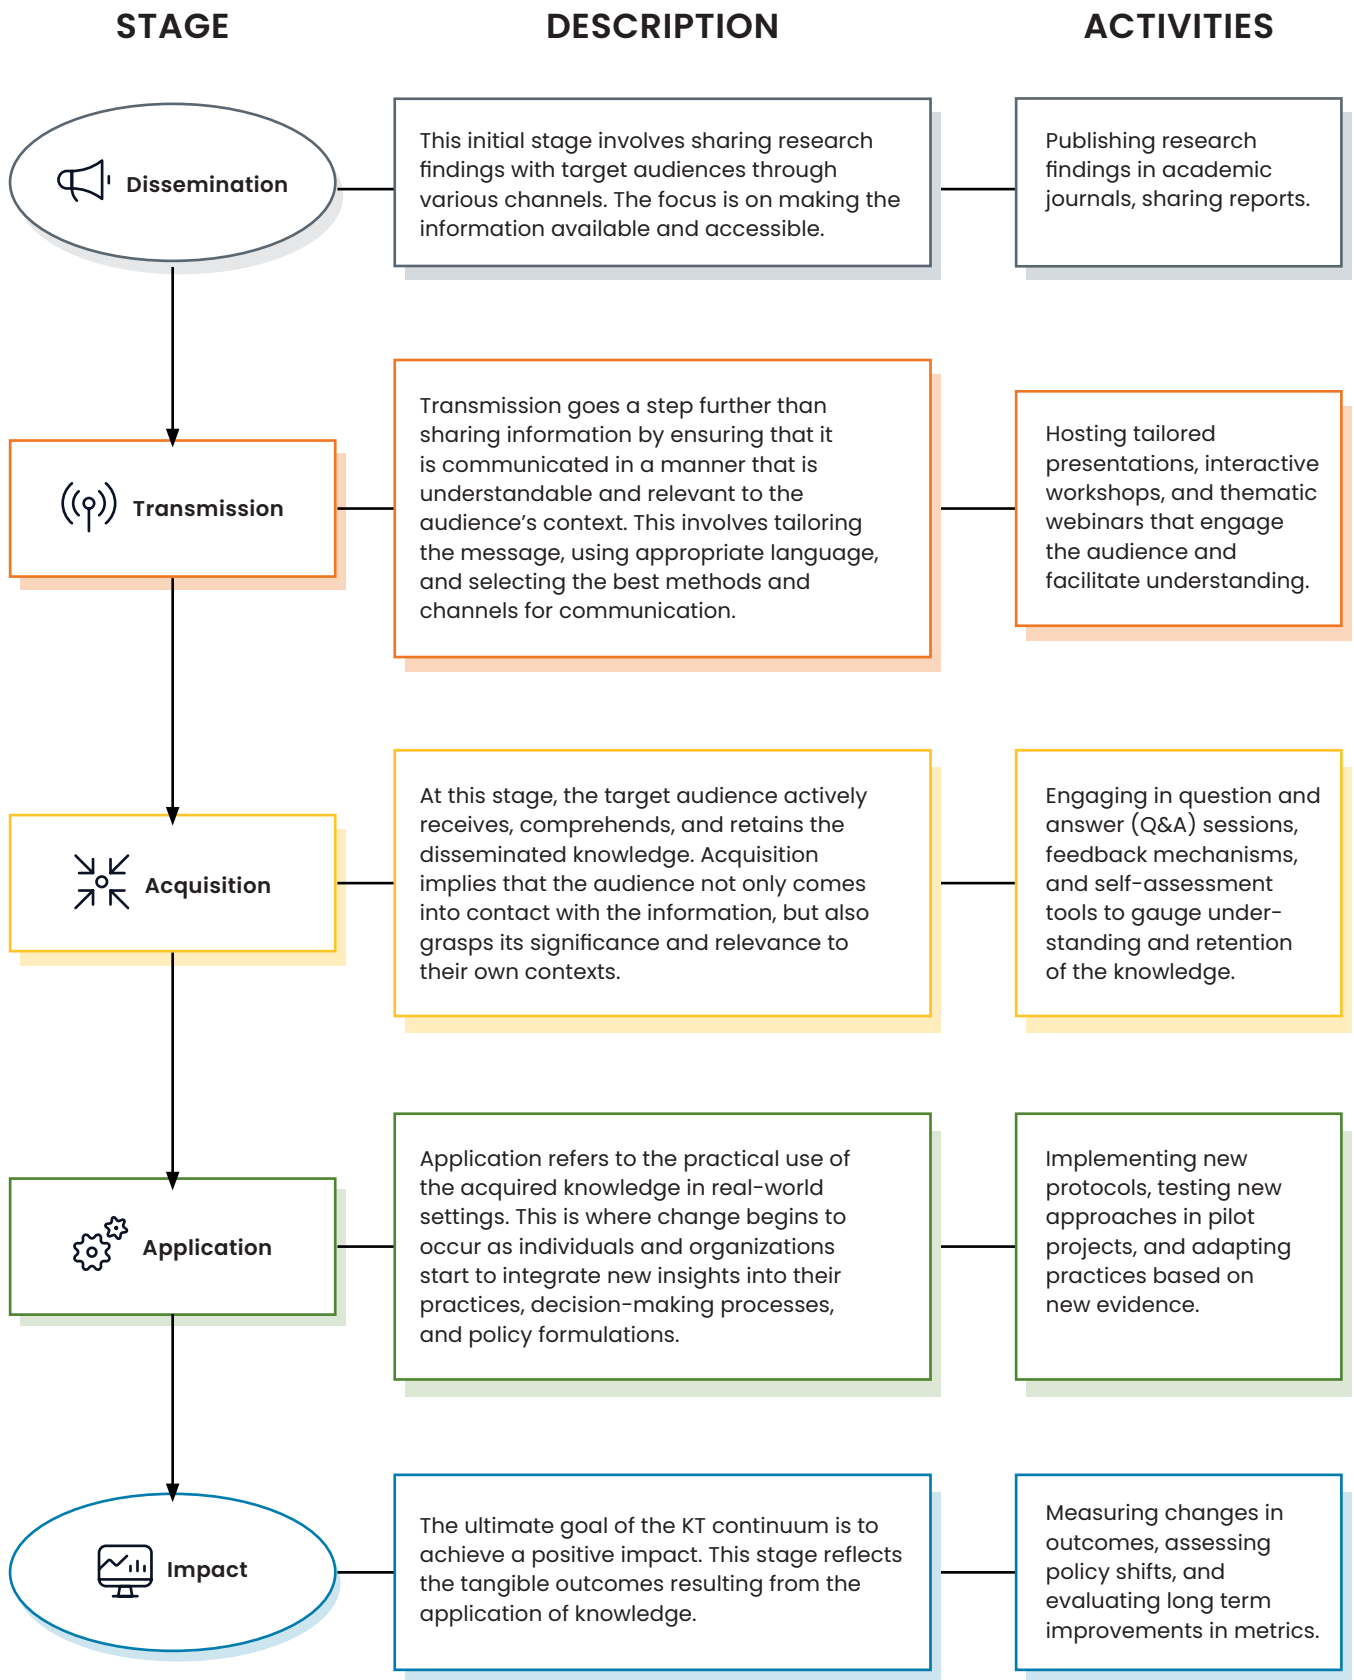 STAGE
DESCRIPTION
ACTIVITIES
Dissemination
This initial stage involves sharing research
findings with target audiences through
various channels. The focus is on making the
information available and accessible.
Publishing research
findings in academic
journals, sharing reports.
Transmission
Transmission goes a step further than
sharing information by ensuring that it
is communicated in a manner that is
understandable and relevant to the
audience’s context. This involves tailoring
the message, using appropriate language,
and selecting the best methods and
channels for communication.
Hosting tailored
presentations, interactive
workshops, and thematic
webinars that engage
the audience and
facilitate understanding.
Acquisition
At this stage, the target audience actively
receives, comprehends, and retains the
disseminated knowledge. Acquisition
implies that the audience not only comes
into contact with the information, but also
grasps its significance and relevance to
their own contexts.
Engaging in question and
answer (Q&A) sessions,
feedback mechanisms,
and self-assessment
tools to gauge under-
standing and retention
of the knowledge.
Application
Application refers to the practical use of
the acquired knowledge in real-world
settings. This is where change begins to
occur as individuals and organizations
start to integrate new insights into their
practices, decision-making processes,
and policy formulations.
Implementing new
protocols, testing new
approaches in pilot
projects, and adapting
practices based on
new evidence.
Impact
The ultimate goal of the KT continuum is to
achieve a positive impact. This stage reflects
the tangible outcomes resulting from the
application of knowledge.
Measuring changes in
outcomes, assessing
policy shifts, and
evaluating long term
improvements in metrics.